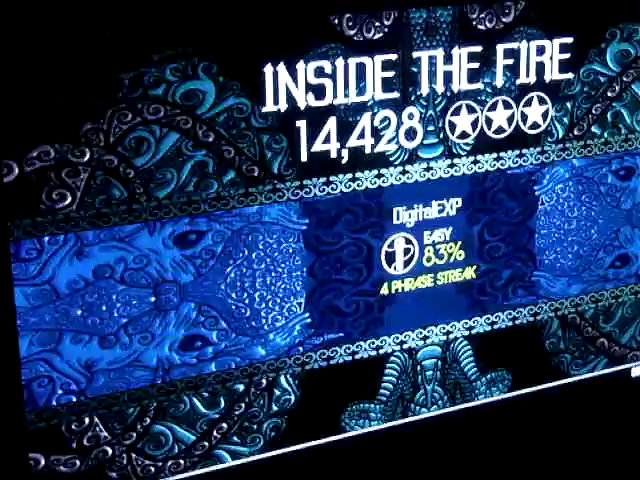 INSIDE THE FIRE
14,428
DigitalEXP
EASY
83%
4 PHRASE STREAK